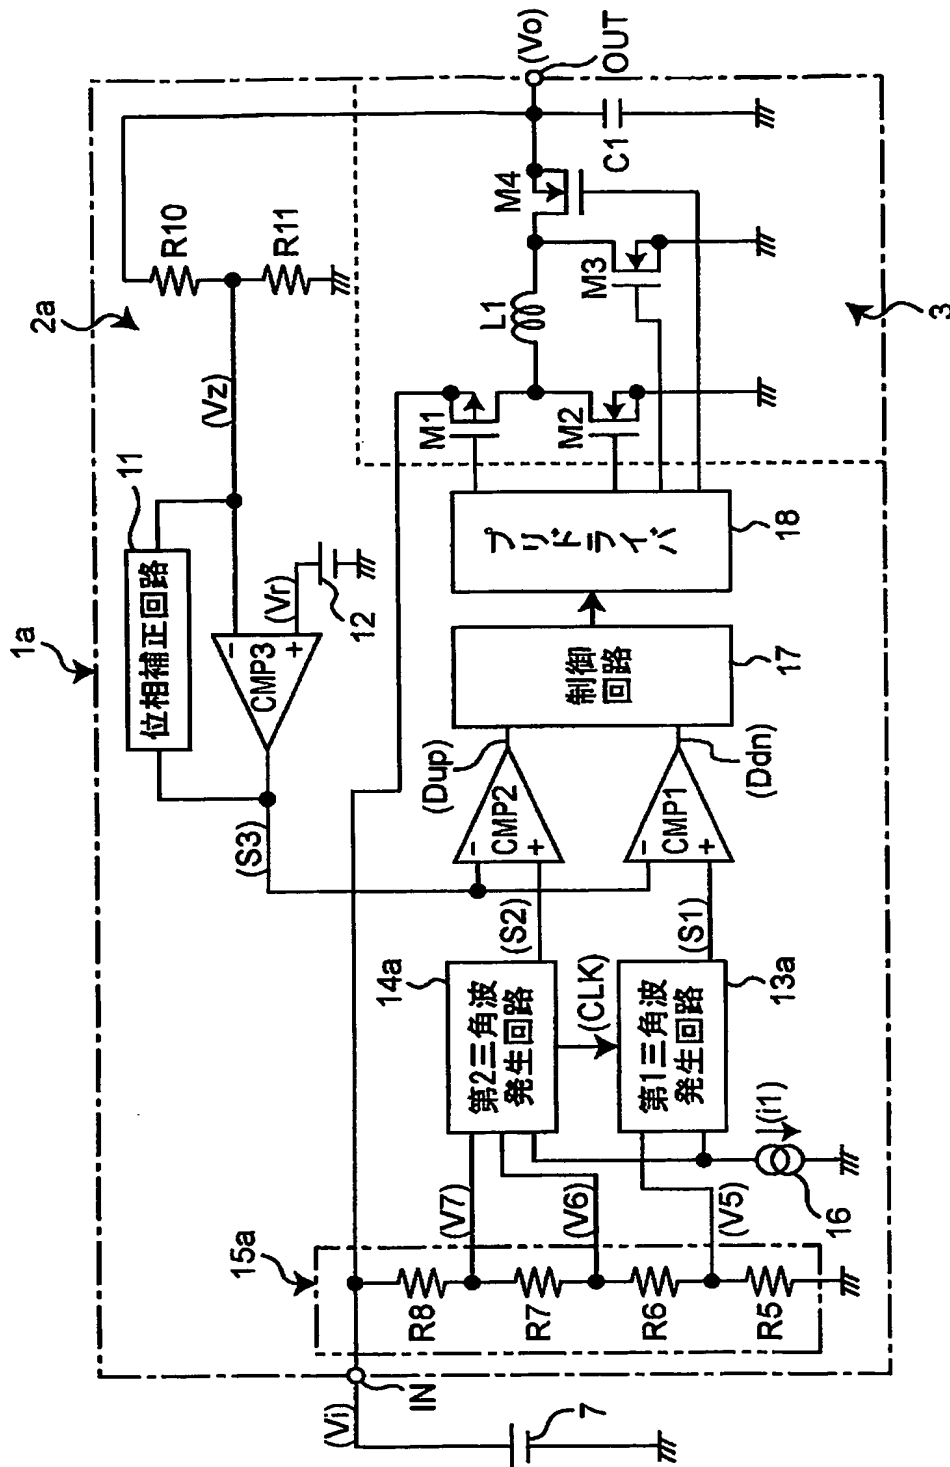 1a
2a
11
位相補正回路
(Vz)
R10
R11
(S3)
CMP3
-
+
(Vr)
12
(Vo)
OUT
C1
M4
M3
L1
M1
M2
3
プリドライバ
18
制御
回路
17
(Dup)
CMP2
-
+
(Ddn)
CMP1
-
+
(S2)
(S1)
14a
第2三角波
発生回路
(CLK)
13a
第1三角波
発生回路
(i1)
16
(V7)
(V6)
(V5)
15a
R8
R7
R6
R5
(Vi)
IN
7